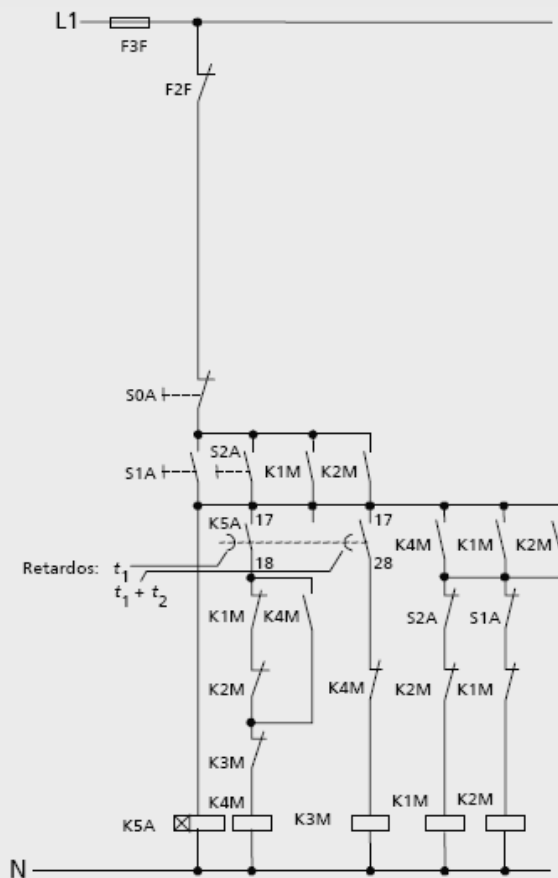 L1
F3F
F2F
S0A
S2A
S1A K1M K2M
K5A 17 17
K4M K1M K2M
18 28
Retardos: t1
t1 + t2
K1M K4M S2A S1A
K2M K4M K2M K1M
K3M
K4M K1M K2M
K5A K3M
N